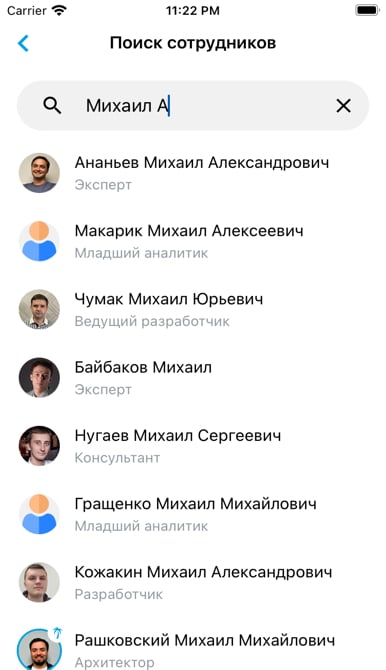 Carrier 11:22 PM
Поиск сотрудников
Михаил А
Ананьев Михаил Александрович
Эксперт
Макарик Михаил Алексеевич
Младший аналитик
Чумак Михаил Юрьевич
Ведущий разработчик
Байбаков Михаил
Эксперт
Нугаев Михаил Сергеевич
Консультант
Гращенко Михаил Михайлович
Младший аналитик
Кожакин Михаил Александрович
Разработчик
Рашковский Михаил Михайлович
Архитектор